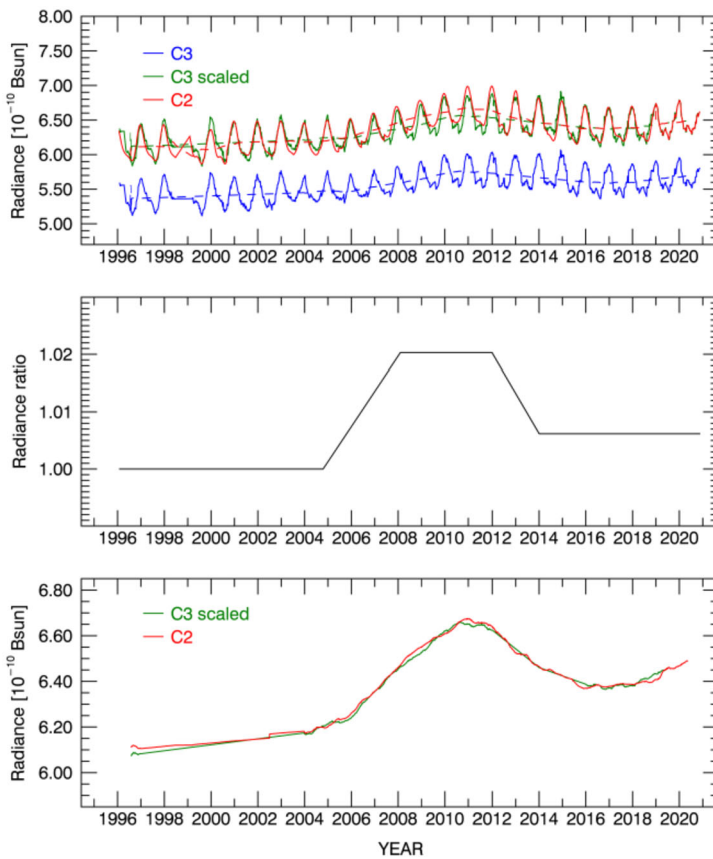 8.00
7.50
7.00
6.50
6.00
5.50
5.00
Radiance [10⁻¹⁰ Bsun]
C3
C3 scaled
C2
1996 1998 2000 2002 2004 2006 2008 2010 2012 2014 2016 2018 2020
1.02
1.01
1.00
Radiance ratio
1996 1998 2000 2002 2004 2006 2008 2010 2012 2014 2016 2018 2020
6.80
6.60
6.40
6.20
6.00
Radiance [10⁻¹⁰ Bsun]
C3 scaled
C2
1996 1998 2000 2002 2004 2006 2008 2010 2012 2014 2016 2018 2020
YEAR